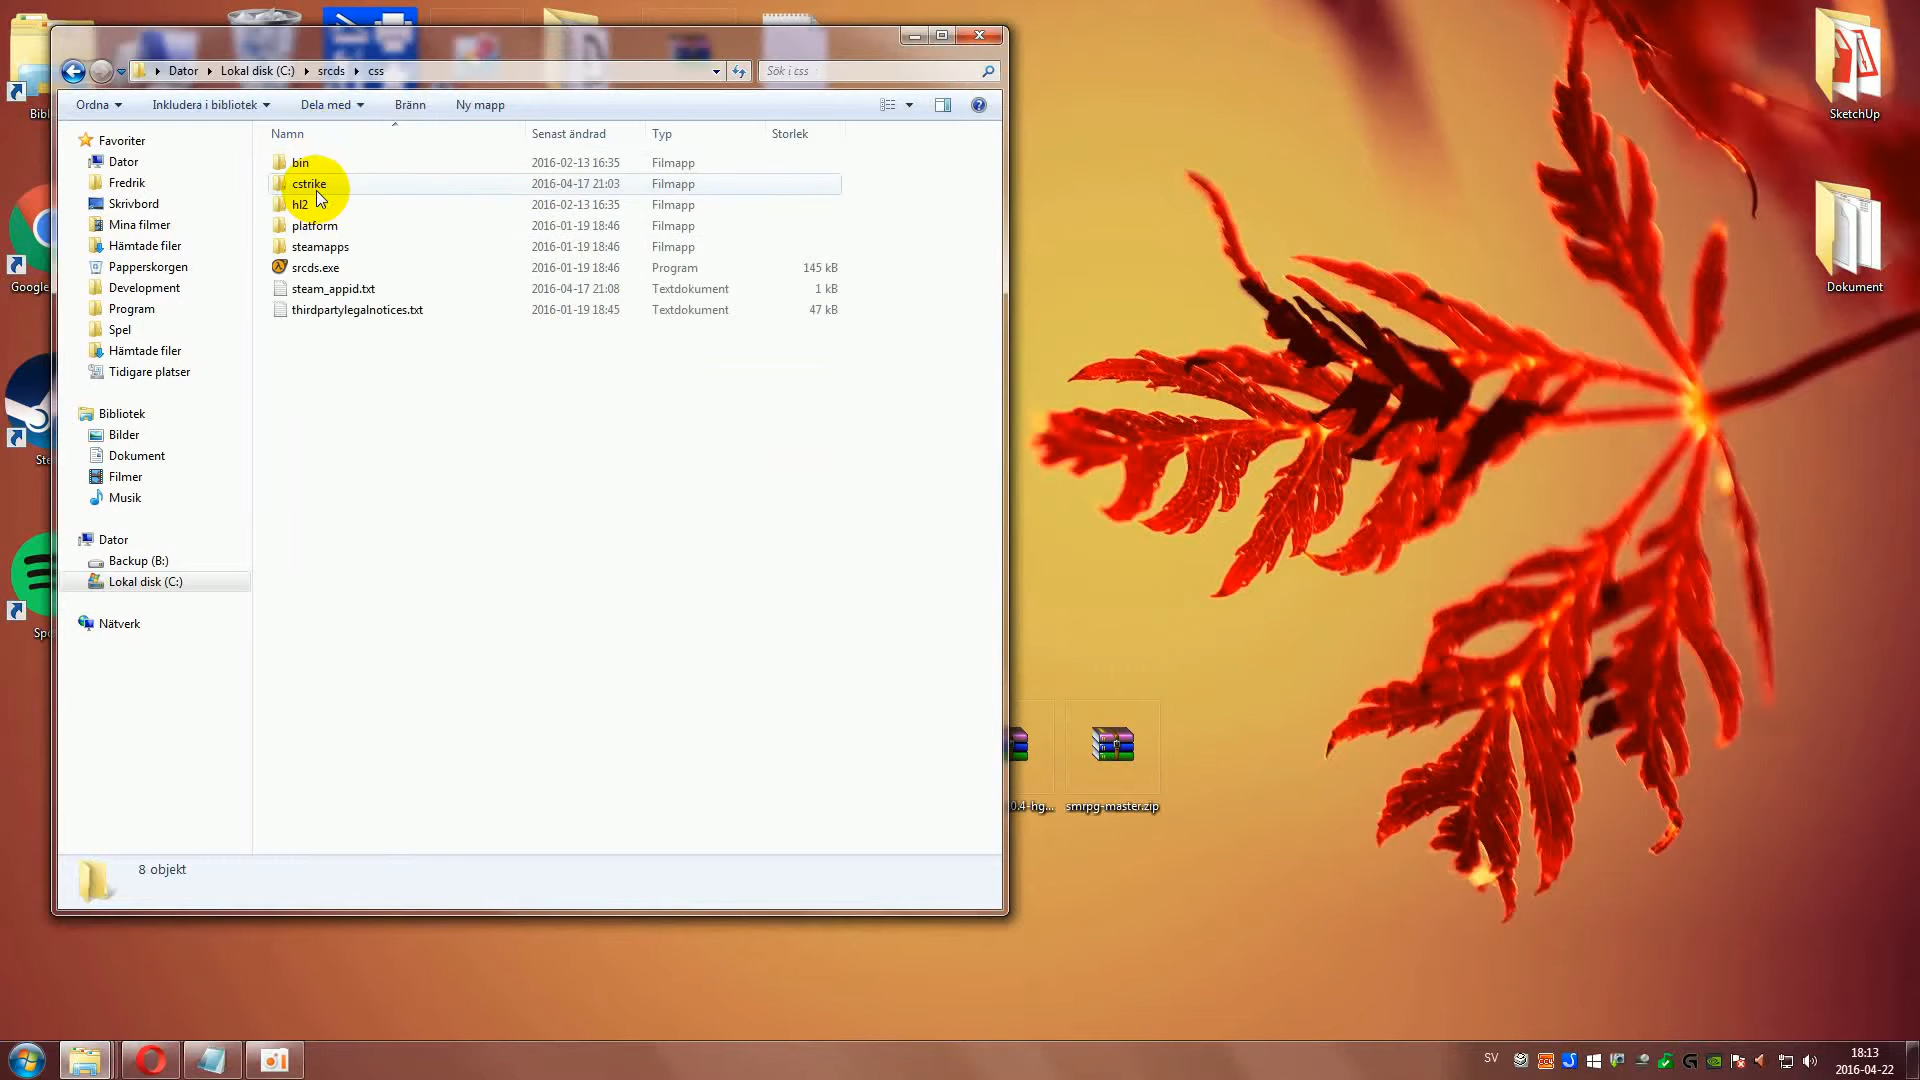 Dator Lokal disk (C:) srcds css
Sök i css
Ordna Inkludera i bibliotek Dela med Bränn Ny mapp
Namn Senast ändrad Typ Storlek
bin 2016-02-13 16:35 Filmapp
cstrike 2016-04-17 21:03 Filmapp
hl2 2016-02-13 16:35 Filmapp
platform 2016-01-19 18:46 Filmapp
steamapps 2016-01-19 18:46 Filmapp
srcds.exe 2016-01-19 18:46 Program 145 kB
steam_appid.txt 2016-04-17 21:08 Textdokument 1 kB
thirdpartylegalnotices.txt 2016-01-19 18:45 Textdokument 47 kB
Favoriter
Dator
Fredrik
Skrivbord
Mina filmer
Hämtade filer
Papperskorgen
Development
Program
Spel
Hämtade filer
Tidigare platser
Bibliotek
Bilder
Dokument
Filmer
Musik
Dator
Backup (B:)
Lokal disk (C:)
Nätverk
8 objekt
Bibl
Google
Ste
Spo
SketchUp
Dokument
0.4-hg...
smrpg-master.zip
SV
18:13
2016-04-22